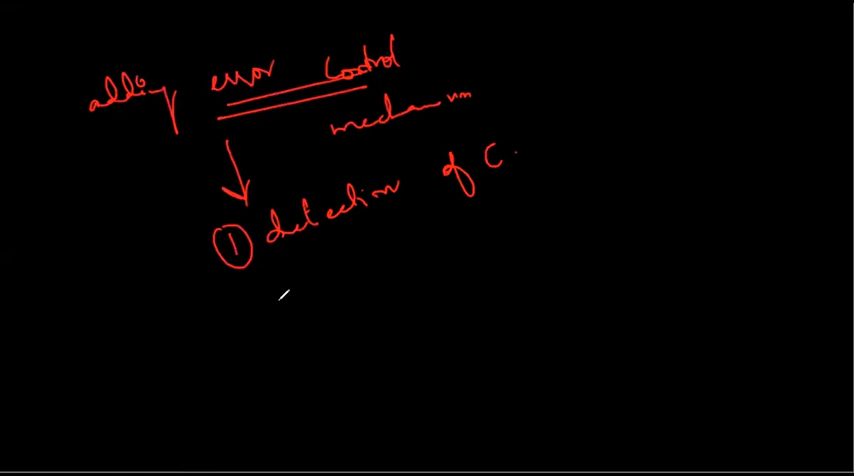 adding error control
mechanism
① detection of C.